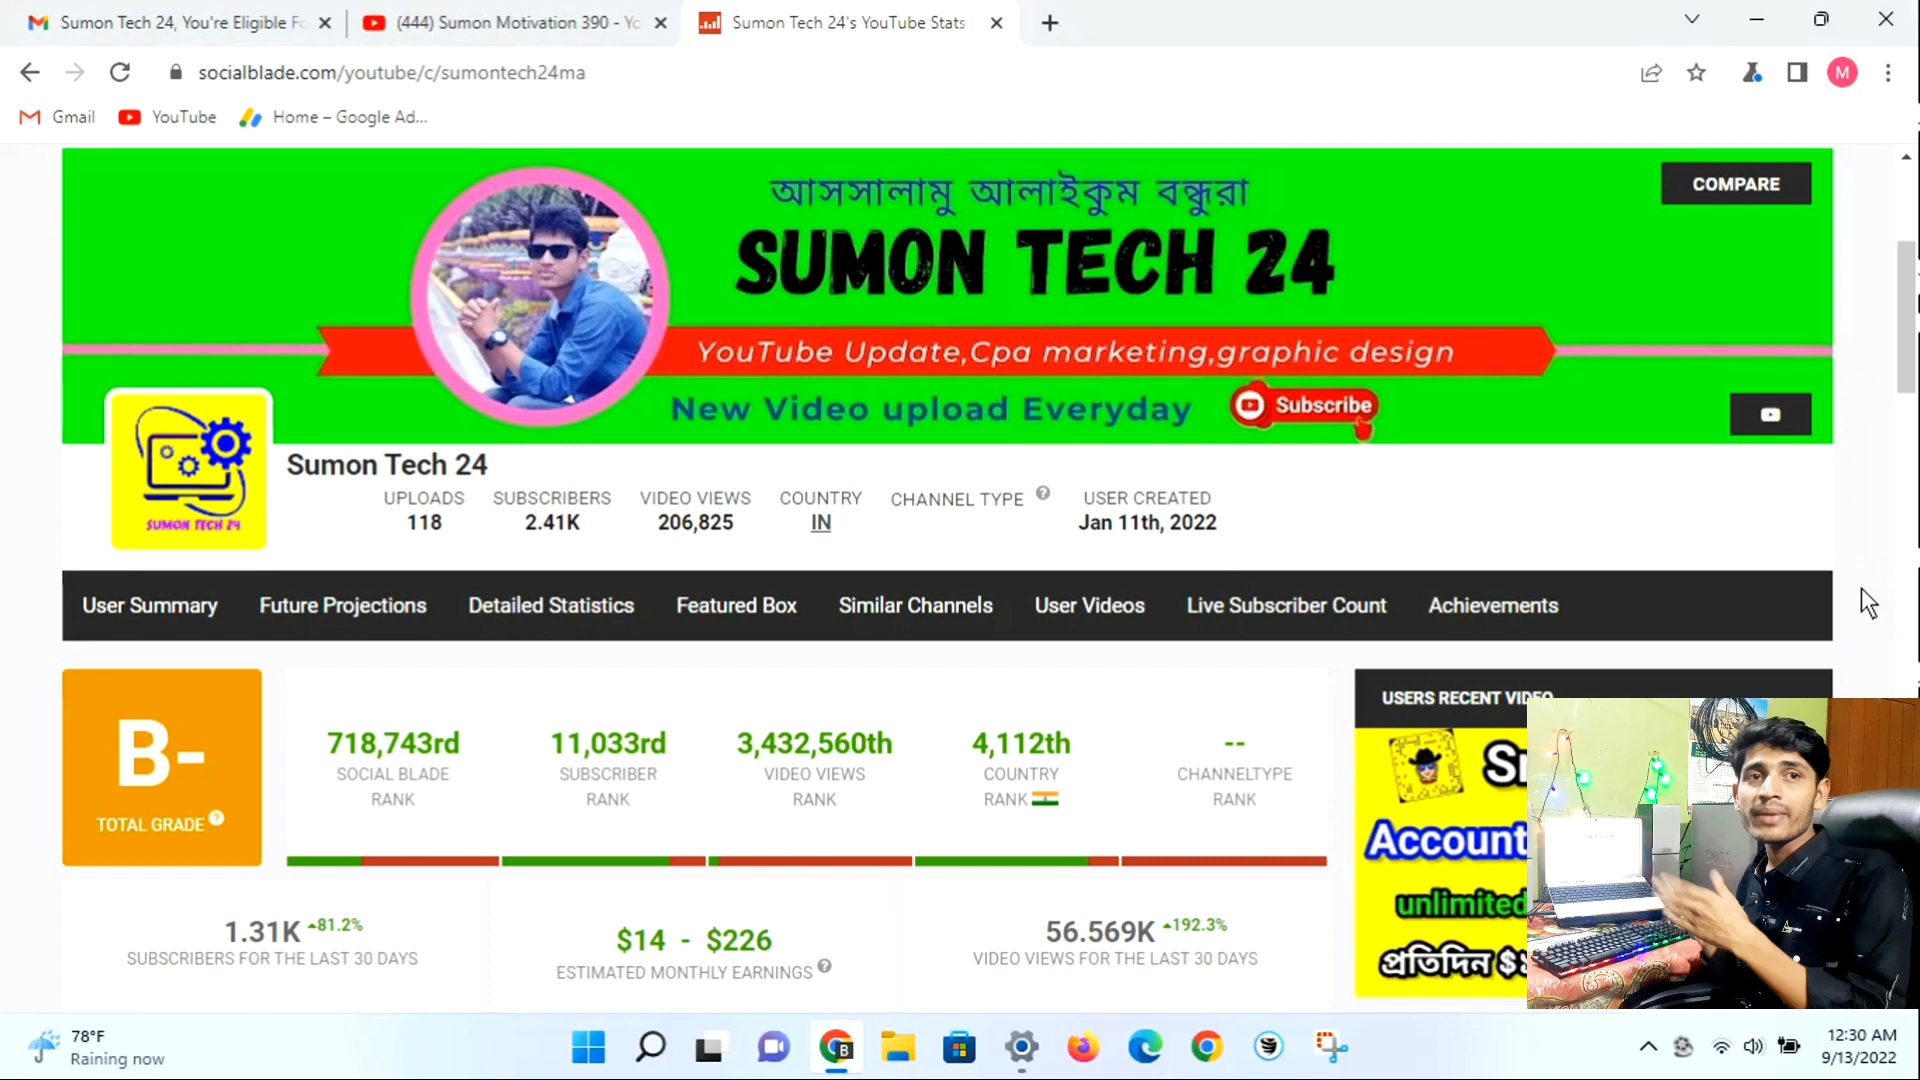 Sumon Tech 24, You're Eligible Fo
(444) Sumon Motivation 390 - Yo
Sumon Tech 24's YouTube Stats
socialblade.com/youtube/c/sumontech24ma
M
Gmail
YouTube
Home – Google Ad...
আসসালামু আলাইকুম বন্ধুরা
COMPARE
SUMON TECH 24
YouTube Update,Cpa marketing,graphic design
New Video upload Everyday
Subscribe
SUMON TECH 24
Sumon Tech 24
UPLOADS
118
SUBSCRIBERS
2.41K
VIDEO VIEWS
206,825
COUNTRY
IN
CHANNEL TYPE
USER CREATED
Jan 11th, 2022
User Summary
Future Projections
Detailed Statistics
Featured Box
Similar Channels
User Videos
Live Subscriber Count
Achievements
B-
TOTAL GRADE
718,743rd
SOCIAL BLADE
RANK
11,033rd
SUBSCRIBER
RANK
3,432,560th
VIDEO VIEWS
RANK
4,112th
COUNTRY
RANK
--
CHANNELTYPE
RANK
1.31K 81.2%
SUBSCRIBERS FOR THE LAST 30 DAYS
$14 - $226
ESTIMATED MONTHLY EARNINGS
56.569K 192.3%
VIDEO VIEWS FOR THE LAST 30 DAYS
USERS RECENT VIDEO
Account
unlimited
প্রতিদিন
78°F
Raining now
12:30 AM
9/13/2022